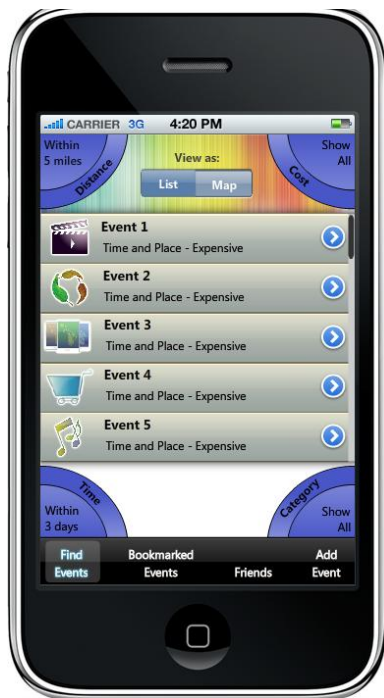 CARRIER 3G 4:20 PM
Within
5 miles
Distance
View as:
List Map
Show
All
Cost
Event 1
Time and Place - Expensive
Event 2
Time and Place - Expensive
Event 3
Time and Place - Expensive
Event 4
Time and Place - Expensive
Event 5
Time and Place - Expensive
Time
Within
3 days
Category
Show
All
Find
Events
Bookmarked
Events
Friends
Add
Event